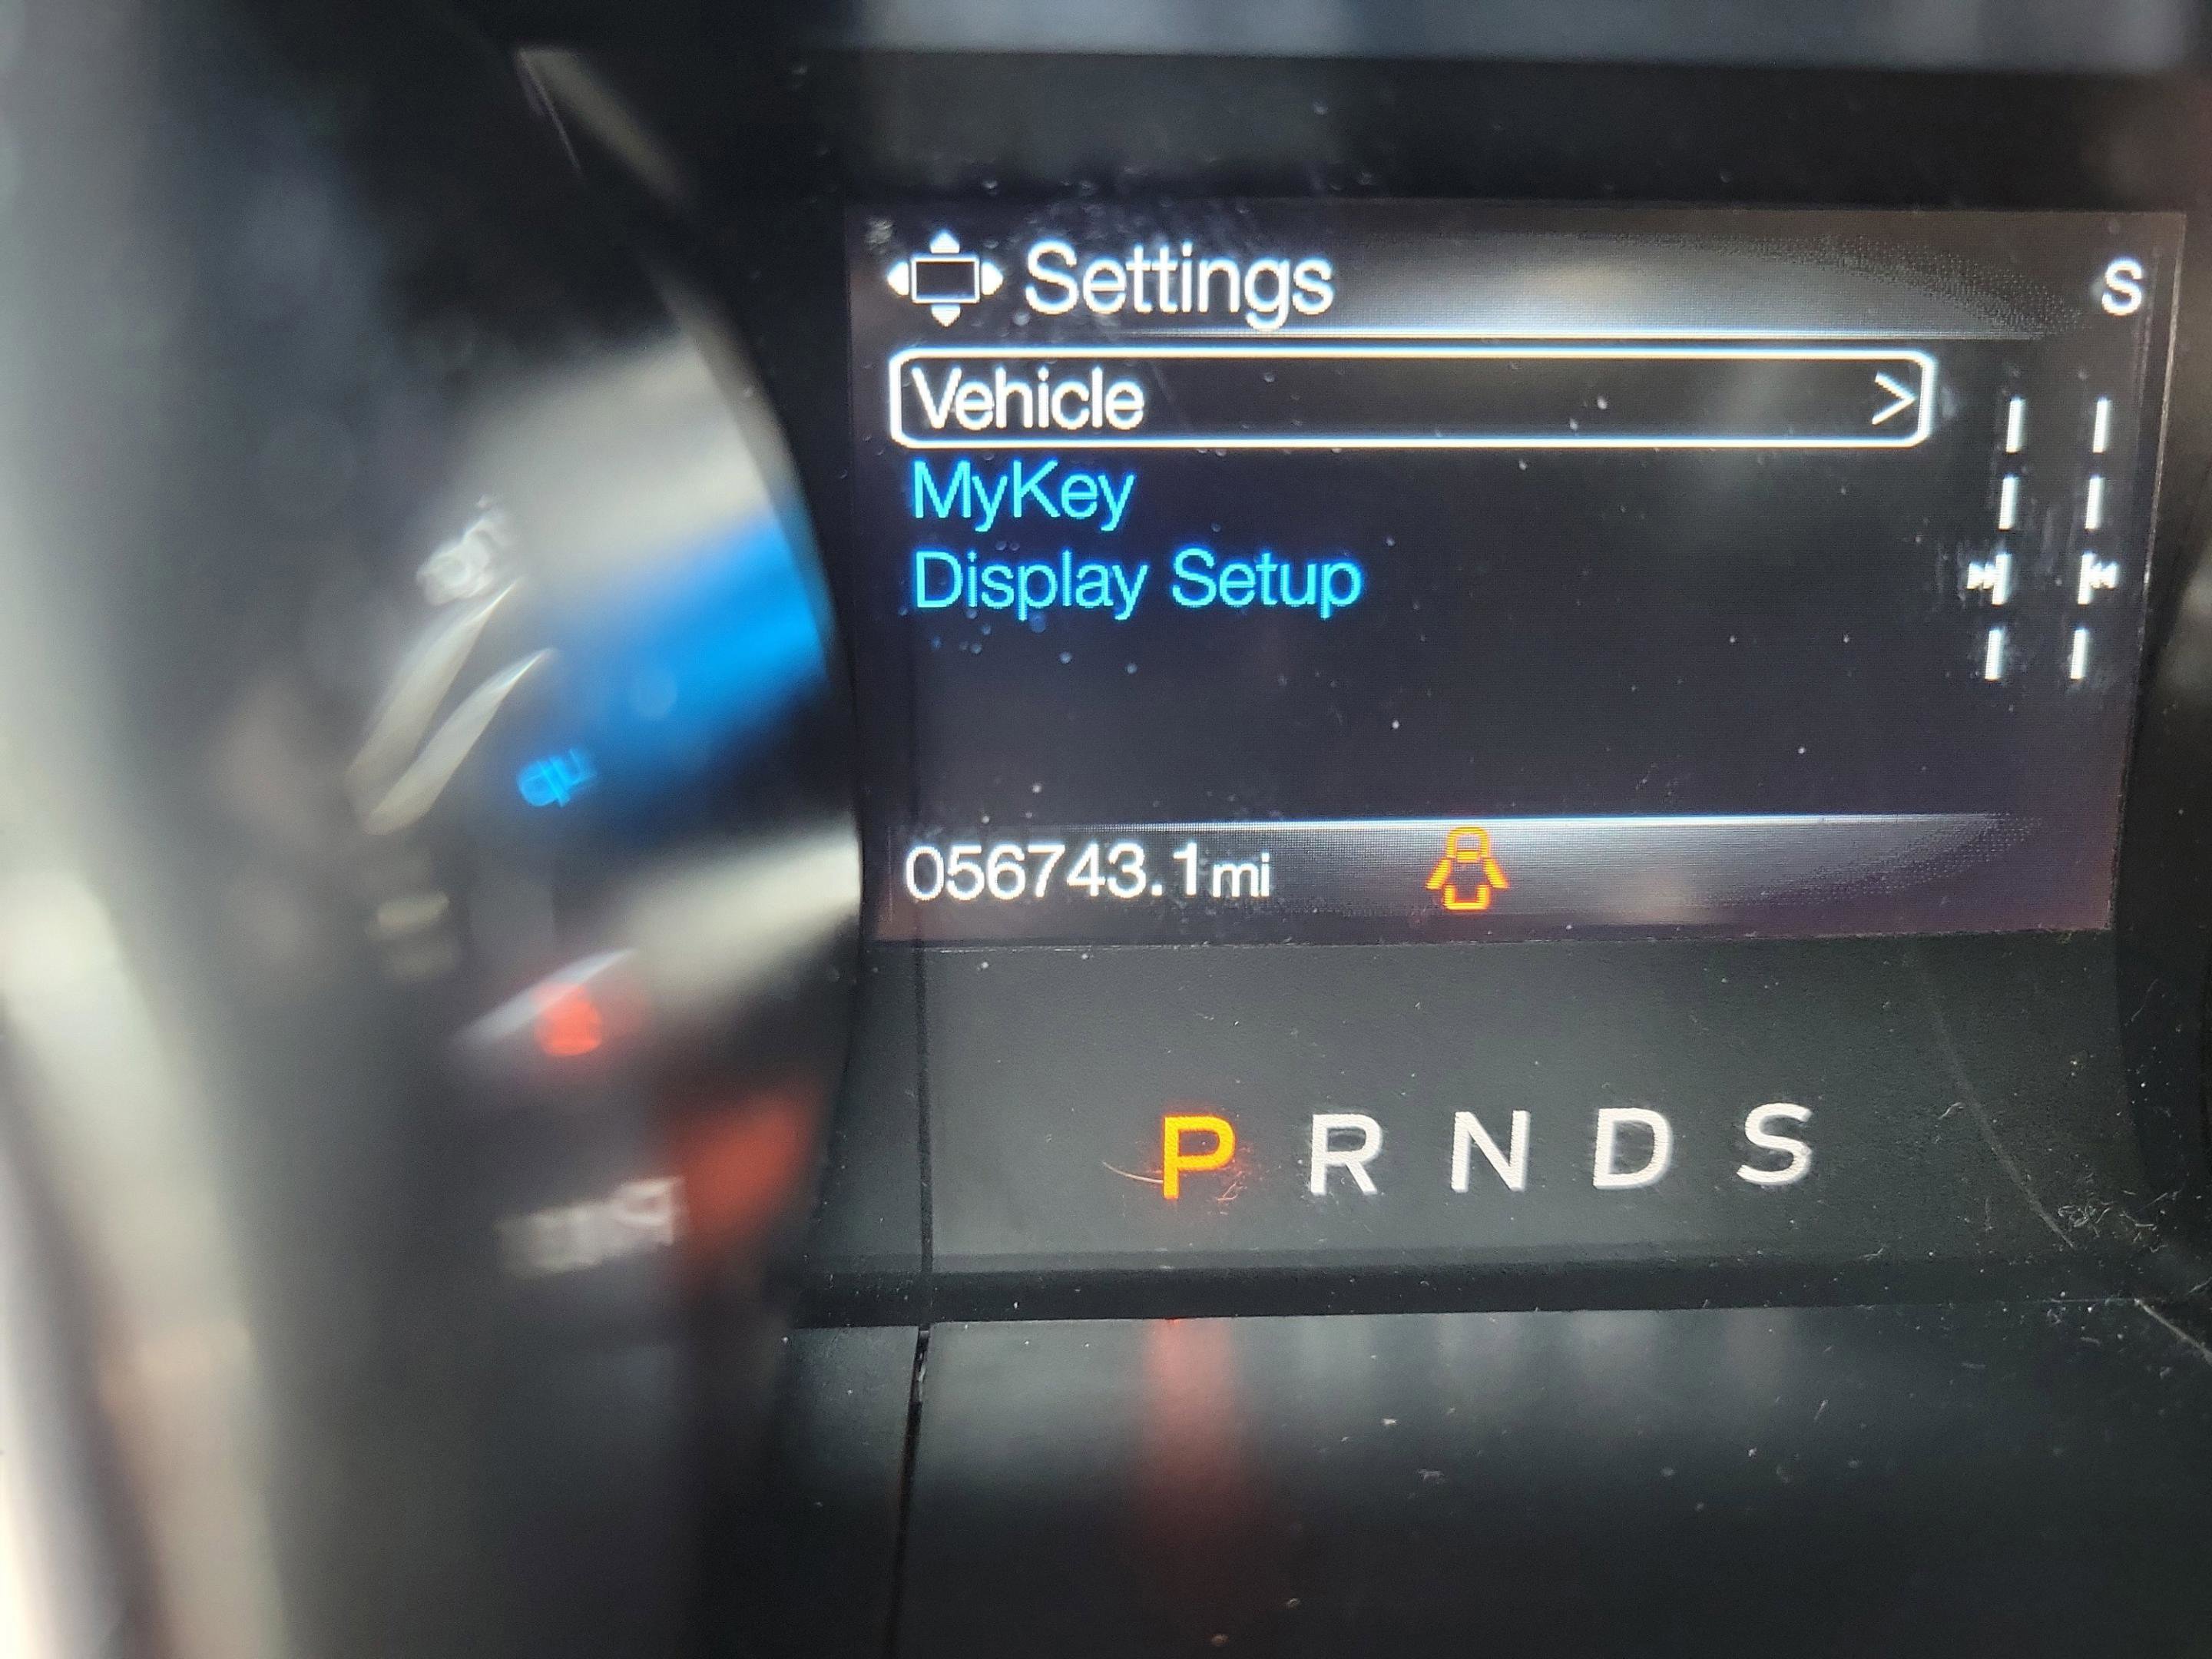 Settings
S
Vehicle >
MyKey
Display Setup
056743.1mi
P R N D S